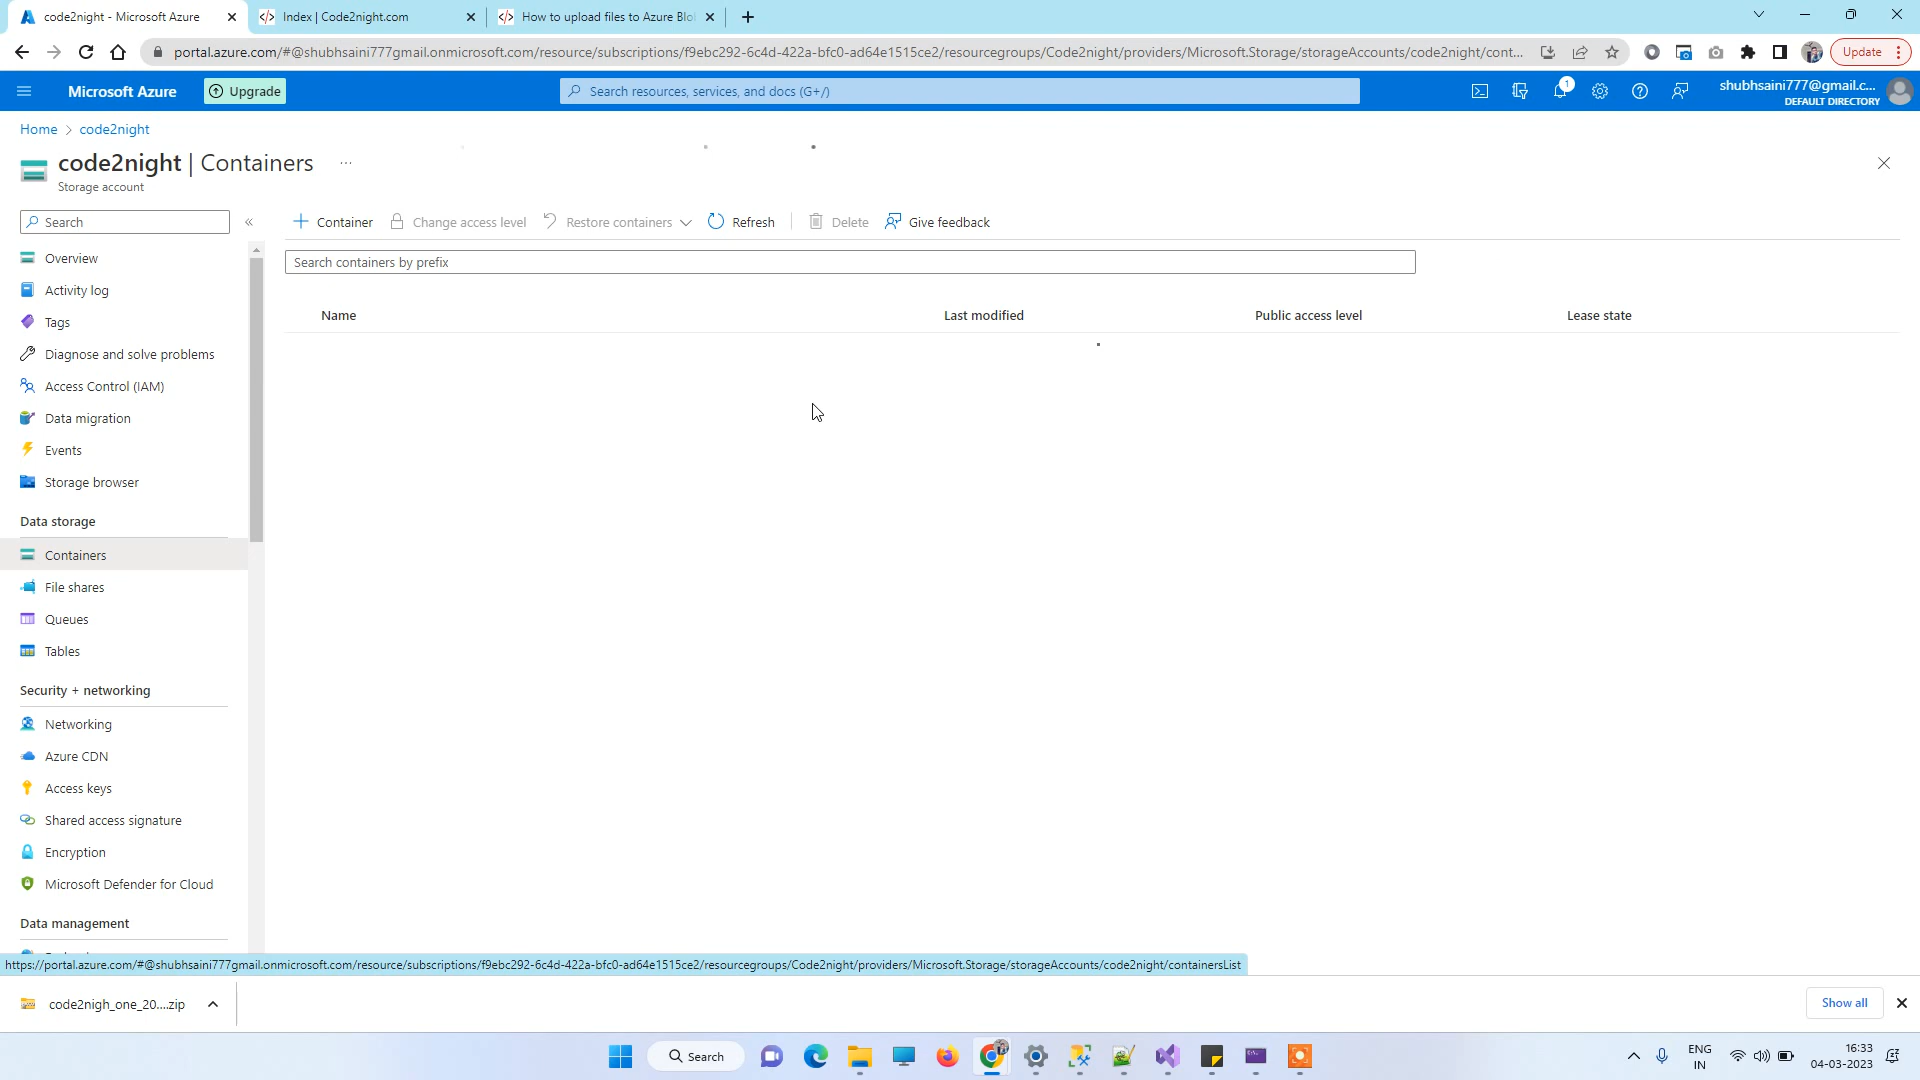 code2night - Microsoft Azure
Index | Code2night.com
How to upload files to Azure Blo
portal.azure.com/#@shubhsaini777gmail.onmicrosoft.com/resource/subscriptions/f9ebc292-6c4d-422a-bfc0-ad64e1515ce2/resourcegroups/Code2night/providers/Microsoft.Storage/storageAccounts/code2night/cont...
Update
Microsoft Azure
Upgrade
Search resources, services, and docs (G+/)
1
shubhsaini777@gmail.c...
DEFAULT DIRECTORY
Home > code2night
code2night | Containers ...
Storage account
Search
«
Container
Change access level
Restore containers
Refresh
Delete
Give feedback
Search containers by prefix
Name
Last modified
Public access level
Lease state
Overview
Activity log
Tags
Diagnose and solve problems
Access Control (IAM)
Data migration
Events
Storage browser
Data storage
Containers
File shares
Queues
Tables
Security + networking
Networking
Azure CDN
Access keys
Shared access signature
Encryption
Microsoft Defender for Cloud
Data management
https://portal.azure.com/#@shubhsaini777gmail.onmicrosoft.com/resource/subscriptions/f9ebc292-6c4d-422a-bfc0-ad64e1515ce2/resourcegroups/Code2night/providers/Microsoft.Storage/storageAccounts/code2night/containersList
code2nigh_one_20....zip
Show all
Search
ENG
IN
16:33
04-03-2023